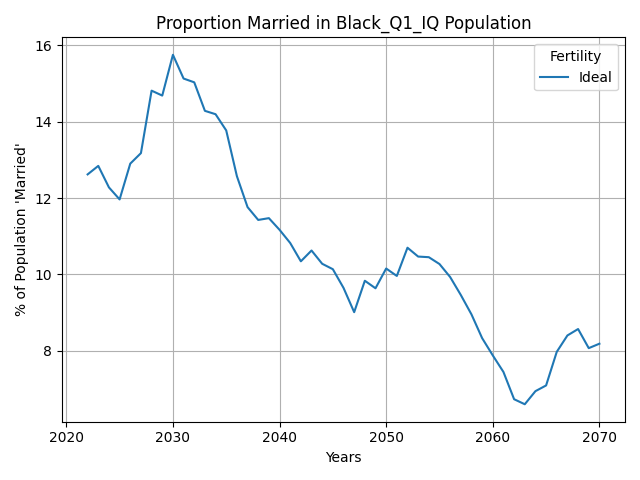 Proportion Married in Black_Q1_IQ Population
Fertility
Ideal
% of Population 'Married'
16
14
12
10
8
2020 2030 2040 2050 2060 2070
Years